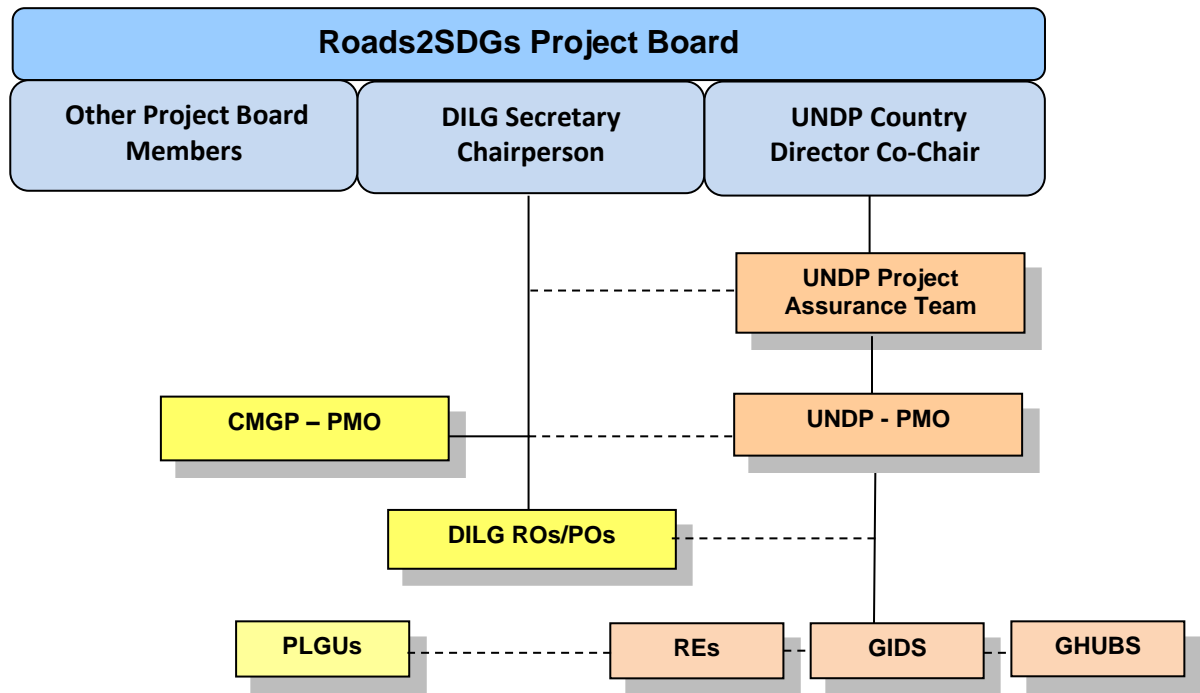 Roads2SDGs Project Board
Other Project Board
Members
DILG Secretary
Chairperson
UNDP Country
Director Co-Chair
UNDP Project
Assurance Team
CMGP – PMO
UNDP - PMO
DILG ROs/POs
PLGUs
REs
GIDS
GHUBS